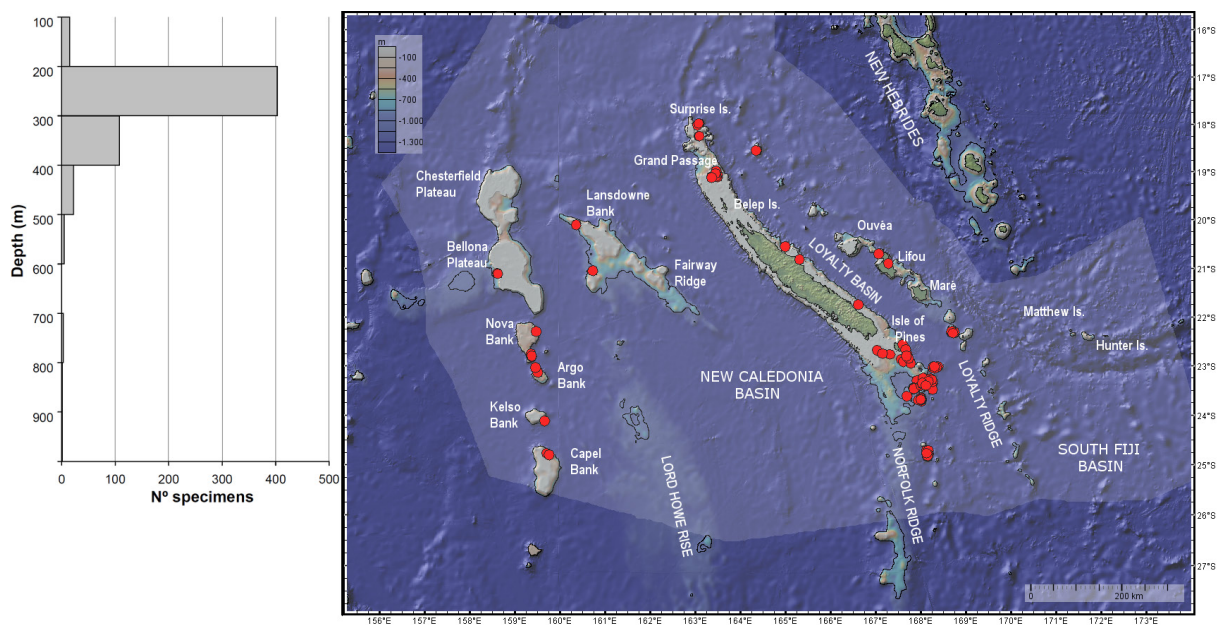 100
200
300
400
500
600
700
800
900
Depth (m)
0
100
200
300
400
500
Nº specimens
m
-100
-400
-700
-1.000
-1.300
Surprise Is.
Grand Passage
Belep Is.
Chesterfield
Plateau
Lansdowne
Bank
Bellona
Plateau
Fairway
Ridge
Nova
Bank
Argo
Bank
Kelso
Bank
Capel
Bank
NEW HEBRIDES
Ouvéa
Lifou
Marè
LOYALTY BASIN
Isle of
Pines
Matthew Is.
Hunter Is.
NEW CALEDONIA
BASIN
LOYALTY RIDGE
SOUTH FIJI
BASIN
LORD HOWE RISE
NORFOLK RIDGE
0
200 km
16°S
17°S
18°S
19°S
20°S
21°S
22°S
23°S
24°S
25°S
26°S
27°S
156°E
157°E
158°E
159°E
160°E
161°E
162°E
163°E
164°E
165°E
166°E
167°E
168°E
169°E
170°E
171°E
172°E
173°E